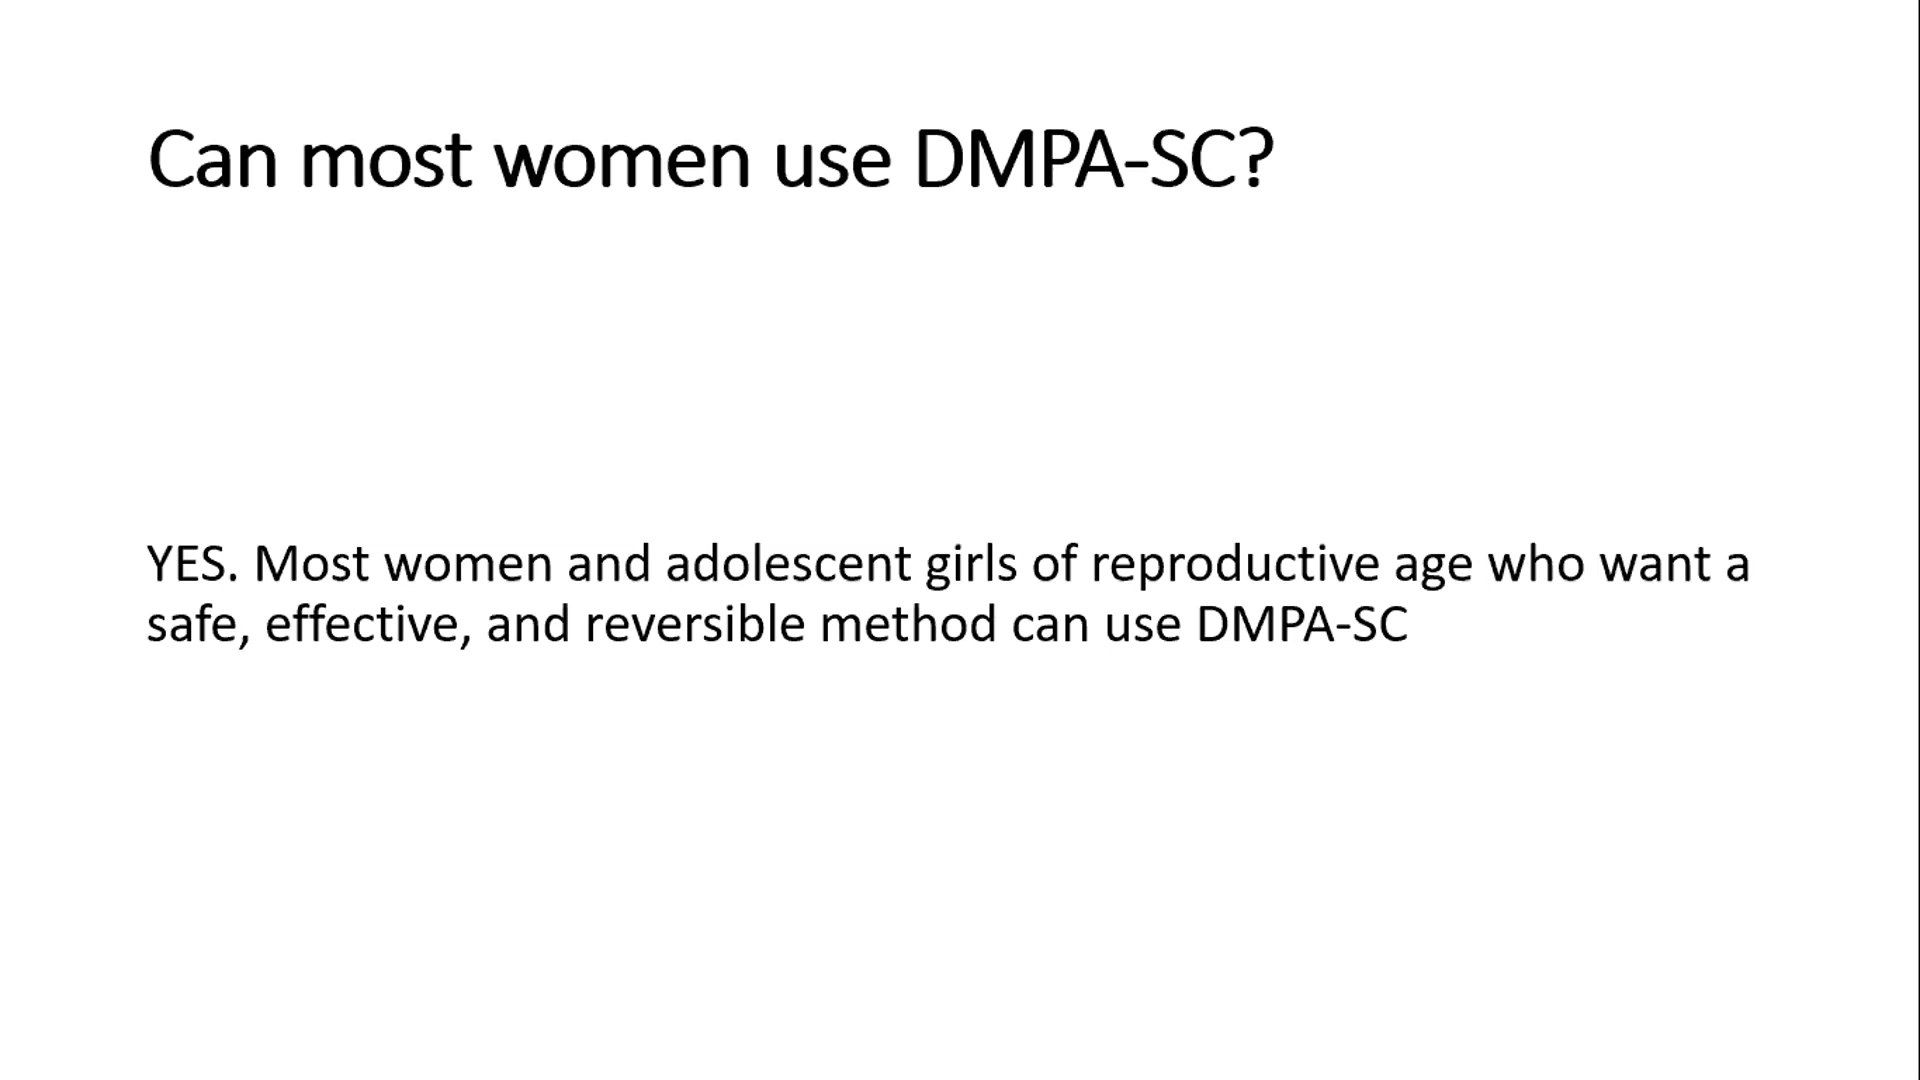 Can most women use DMPA-SC?
YES. Most women and adolescent girls of reproductive age who want a
safe, effective, and reversible method can use DMPA-SC